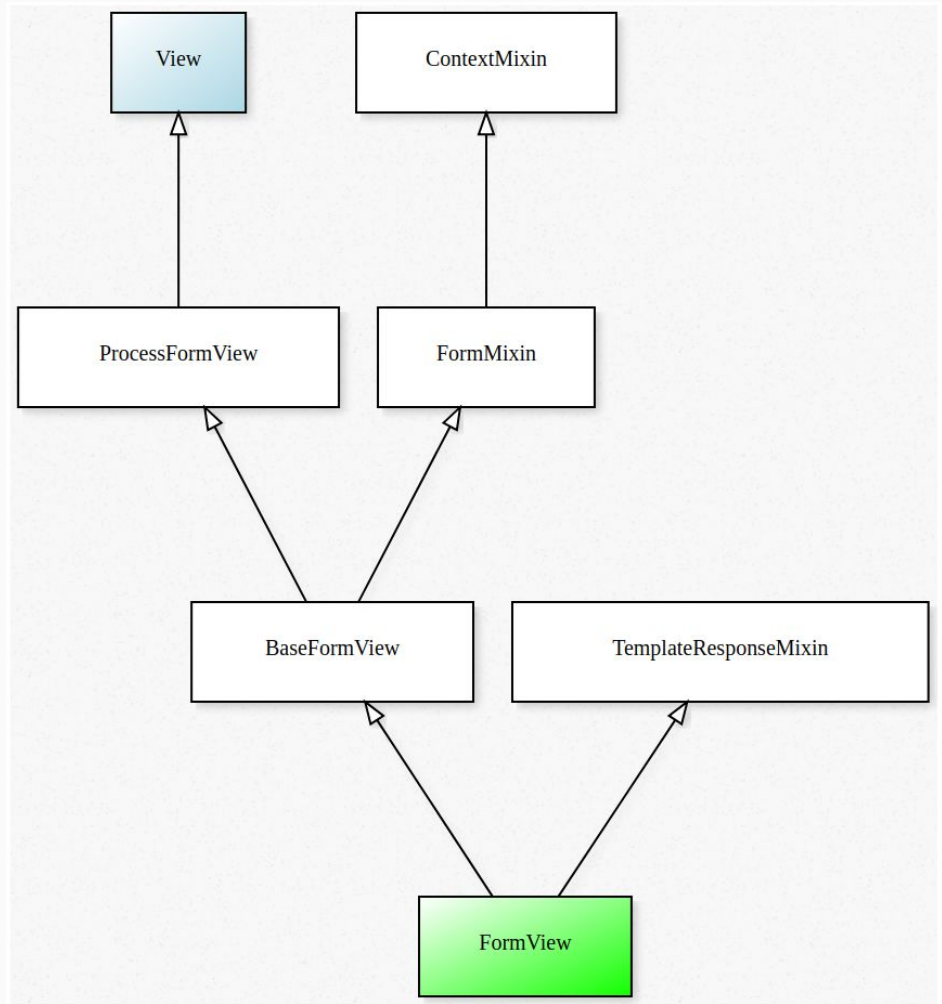 View
ContextMixin
ProcessFormView
FormMixin
BaseFormView
TemplateResponseMixin
FormView